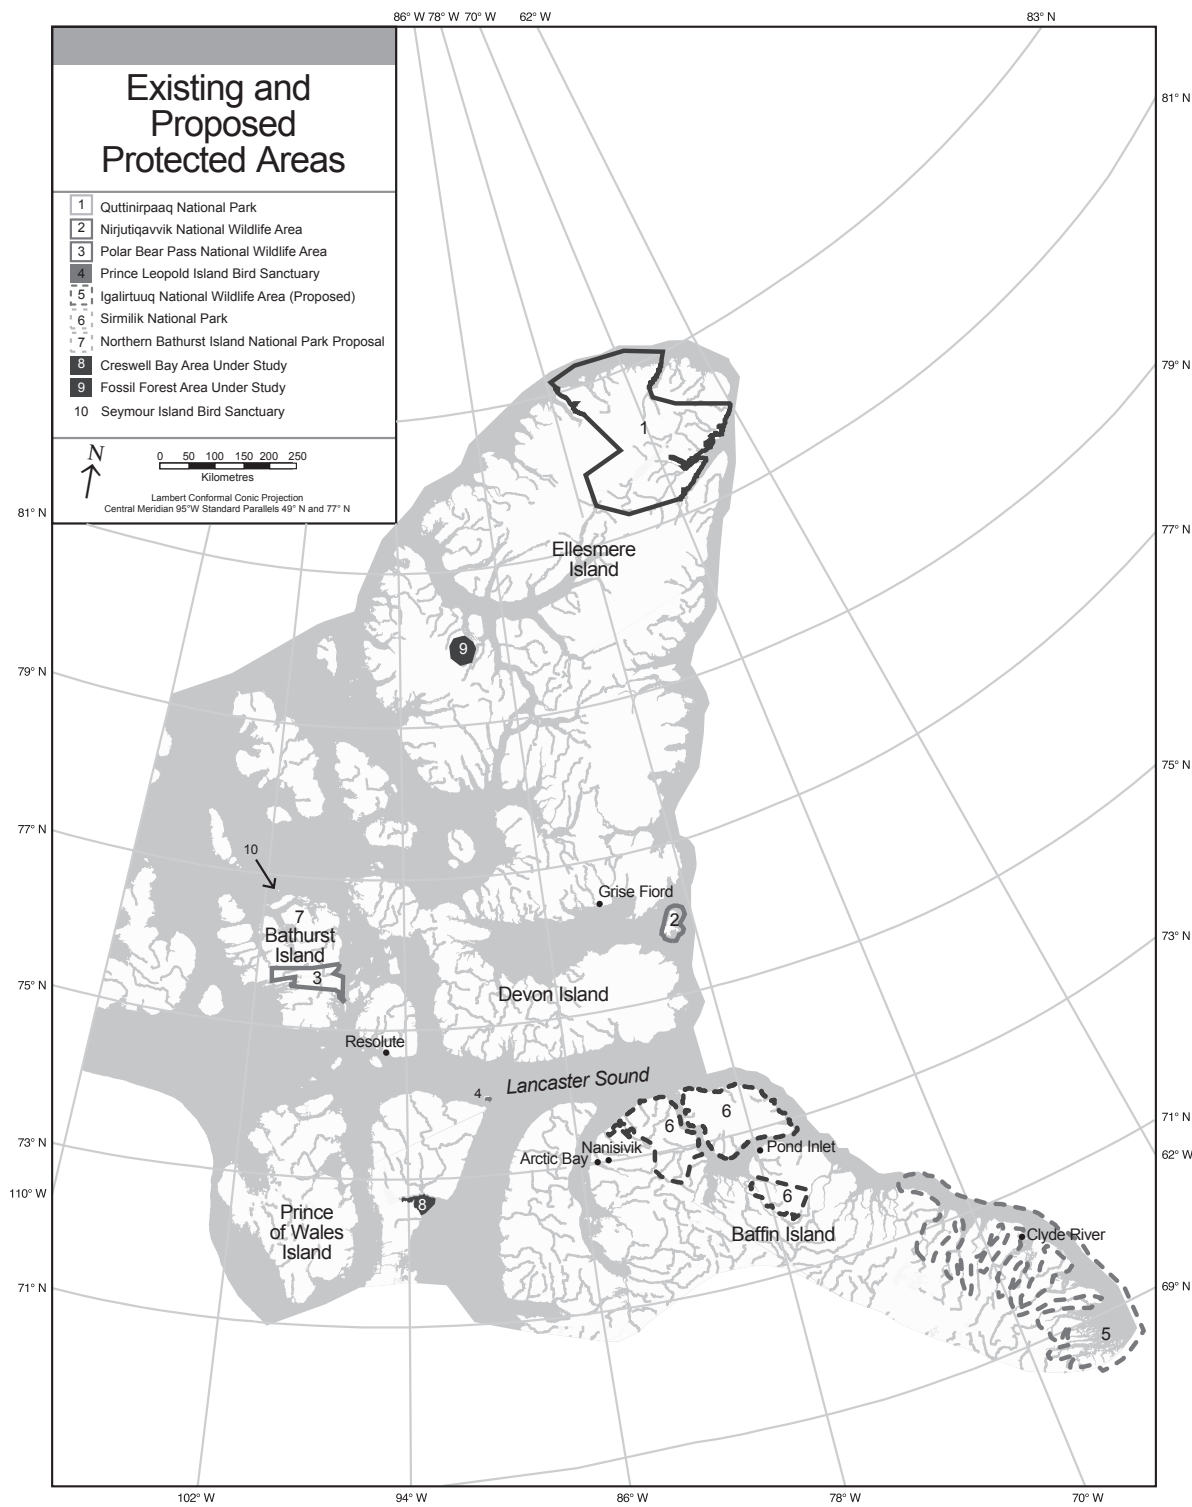 86° W 78° W 70° W 62° W 83° N
Existing and
Proposed
Protected Areas
1 Quttinirpaaq National Park
2 Nirjutiqavvik National Wildlife Area
3 Polar Bear Pass National Wildlife Area
4 Prince Leopold Island Bird Sanctuary
5 Igalirtuuq National Wildlife Area (Proposed)
6 Sirmilik National Park
7 Northern Bathurst Island National Park Proposal
8 Creswell Bay Area Under Study
9 Fossil Forest Area Under Study
10 Seymour Island Bird Sanctuary
N
0 50 100 150 200 250
Kilometres
Lambert Conformal Conic Projection
Central Meridian 95°W Standard Parallels 49° N and 77° N
81° N
79° N
1
81° N
77° N
Ellesmere
Island
9
79° N
75° N
77° N
10
Grise Fiord
7
2
Bathurst
Island
73° N
3
75° N
Devon Island
Resolute
Lancaster Sound
4
6
6
71° N
73° N
Nanisivik
Pond Inlet
Arctic Bay
62° W
110° W
6
8
Prince
of Wales
Island
Baffin Island
Clyde River
71° N
69° N
5
102° W 94° W 86° W 78° W 70° W